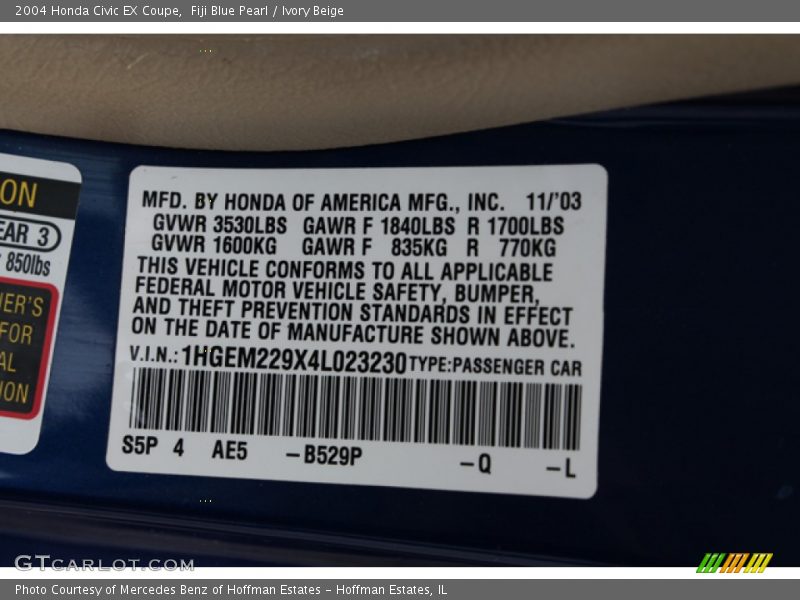 2004 Honda Civic EX Coupe,  Fiji Blue Pearl / Ivory Beige
ON
EAR 3
850lbs
ER'S
FOR
AL
ION
MFD. BY HONDA OF AMERICA MFG., INC. 11/'03
GVWR 3530LBS GAWR F 1840LBS R 1700LBS
GVWR 1600KG GAWR F 835KG R 770KG
THIS VEHICLE CONFORMS TO ALL APPLICABLE
FEDERAL MOTOR VEHICLE SAFETY, BUMPER,
AND THEFT PREVENTION STANDARDS IN EFFECT
ON THE DATE OF MANUFACTURE SHOWN ABOVE.
V.I.N.: 1HGEM229X4L023230 TYPE:PASSENGER CAR
S5P 4 AE5 –B529P –Q –L
GTCARLOT.COM
Photo Courtesy of Mercedes Benz of Hoffman Estates – Hoffman Estates, IL